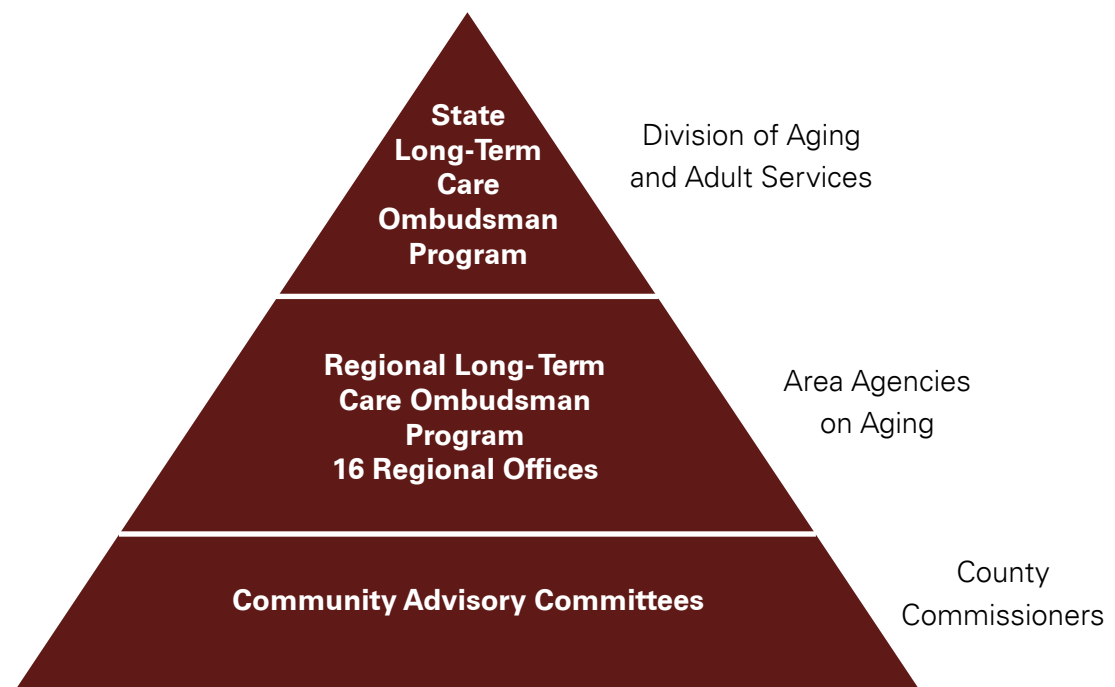 State
Long-Term
Care
Ombudsman
Program
Division of Aging
and Adult Services
Regional Long-Term
Care Ombudsman
Program
16 Regional Offices
Area Agencies
on Aging
Community Advisory Committees
County
Commissioners